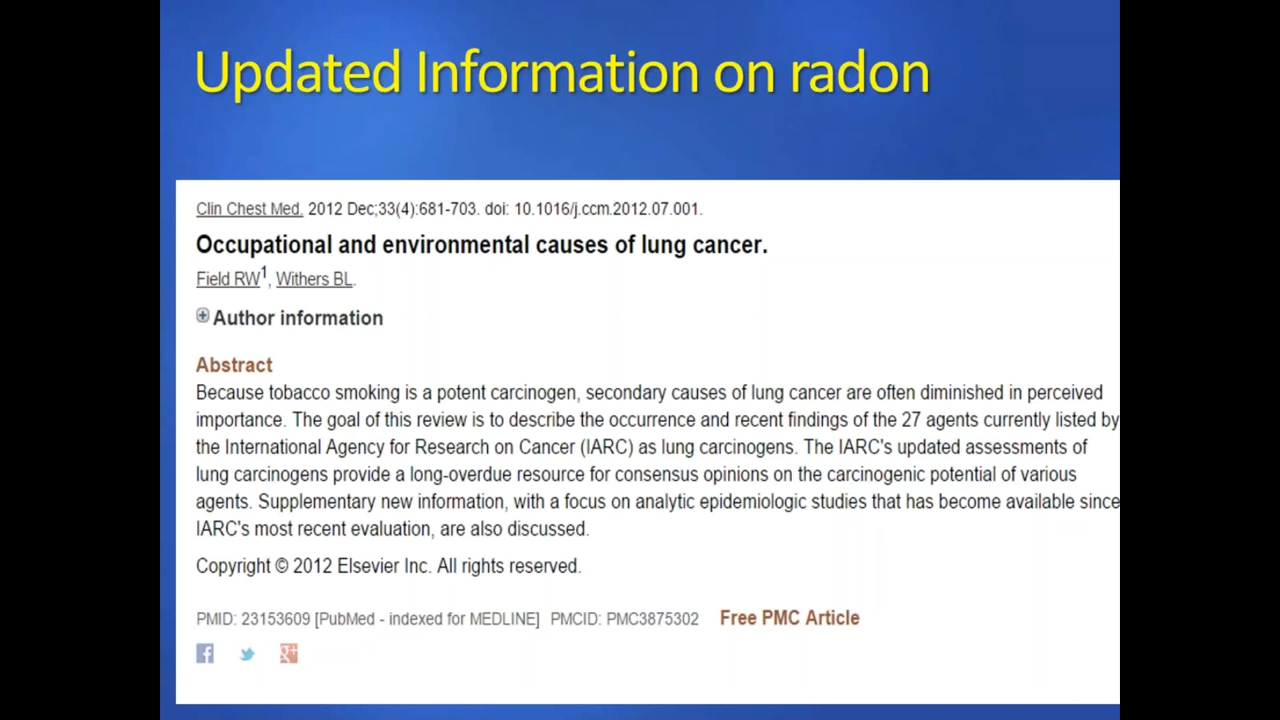 Updated Information on radon
Clin Chest Med. 2012 Dec;33(4):681-703. doi: 10.1016/j.ccm.2012.07.001.
Occupational and environmental causes of lung cancer.
Field RW1, Withers BL.
Author information
Abstract
Because tobacco smoking is a potent carcinogen, secondary causes of lung cancer are often diminished in perceived
importance. The goal of this review is to describe the occurrence and recent findings of the 27 agents currently listed by
the International Agency for Research on Cancer (IARC) as lung carcinogens. The IARC's updated assessments of
lung carcinogens provide a long-overdue resource for consensus opinions on the carcinogenic potential of various
agents. Supplementary new information, with a focus on analytic epidemiologic studies that has become available since
IARC's most recent evaluation, are also discussed.
Copyright © 2012 Elsevier Inc. All rights reserved.
PMID: 23153609 [PubMed - indexed for MEDLINE] PMCID: PMC3875302 Free PMC Article